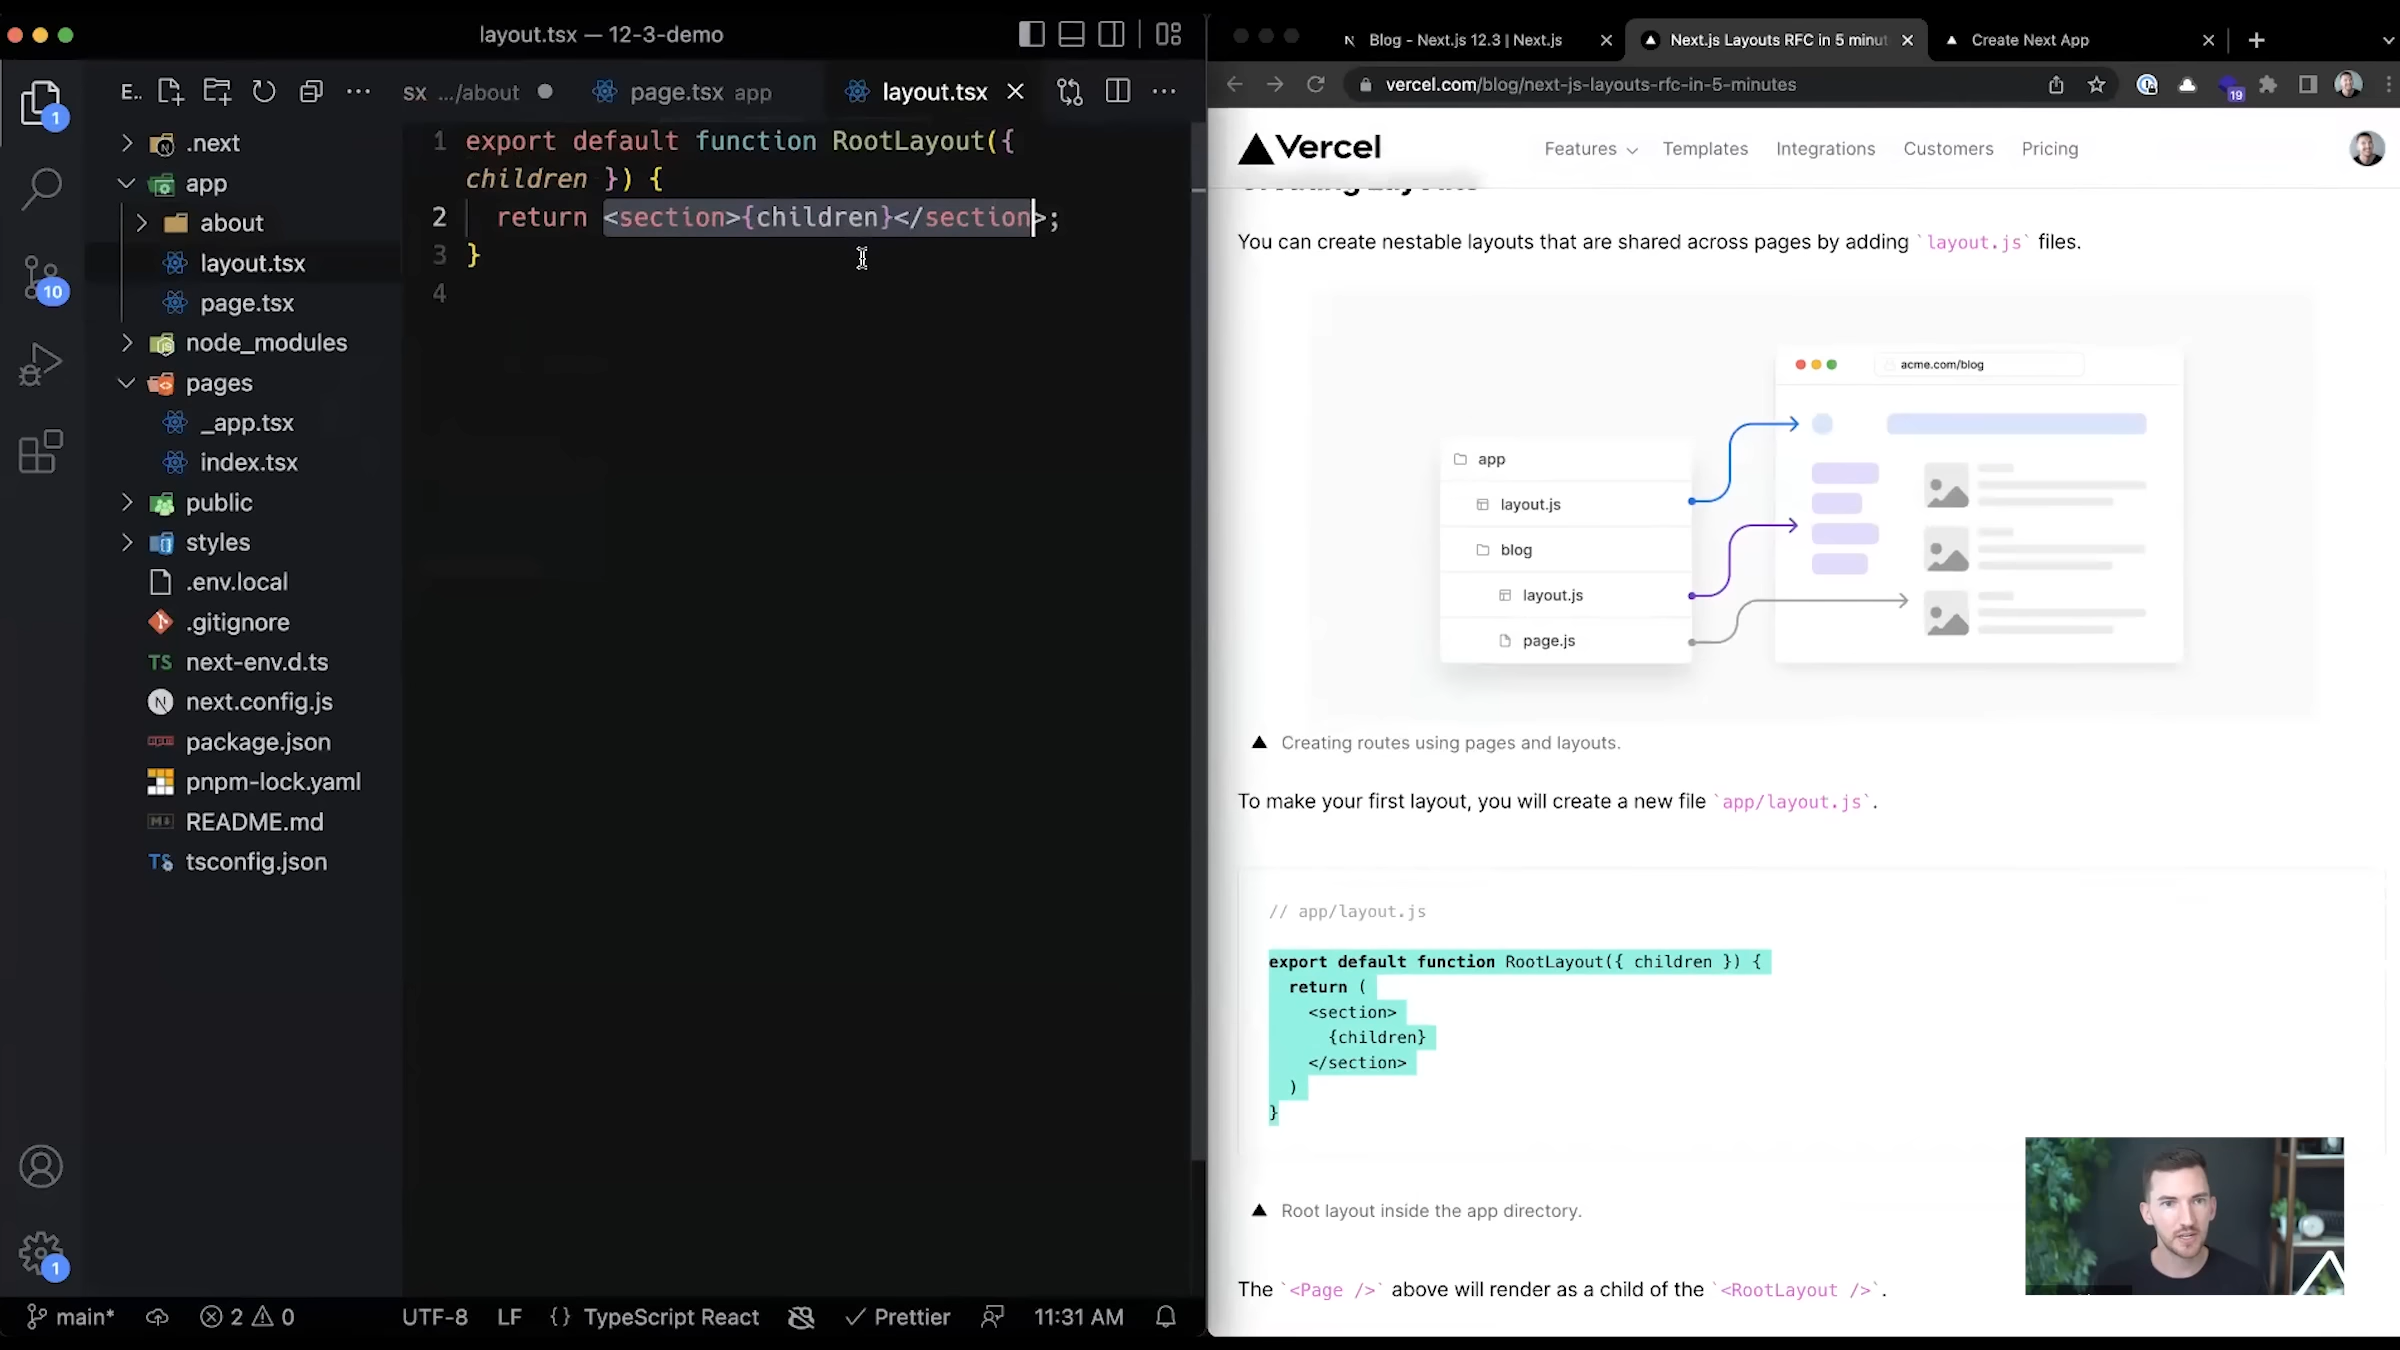 layout.tsx — 12-3-demo
E..
sx .../about
page.tsx app
layout.tsx
1
.next
app
about
layout.tsx
page.tsx
node_modules
pages
_app.tsx
index.tsx
public
styles
.env.local
.gitignore
next-env.d.ts
next.config.js
package.json
pnpm-lock.yaml
README.md
tsconfig.json
10
1
1 export default function RootLayout({
children }) {
2 return <section>{children}</section>;
3 }
4
main*
2 0
UTF-8
LF
{} TypeScript React
Prettier
11:31 AM
Blog - Next.js 12.3 | Next.js
Next.js Layouts RFC in 5 minut
Create Next App
vercel.com/blog/next-js-layouts-rfc-in-5-minutes
19
Vercel
Features
Templates
Integrations
Customers
Pricing
You can create nestable layouts that are shared across pages by adding `layout.js` files.
app
layout.js
blog
layout.js
page.js
acme.com/blog
Creating routes using pages and layouts.
To make your first layout, you will create a new file `app/layout.js`.
// app/layout.js
export default function RootLayout({ children }) {
return (
<section>
{children}
</section>
)
}
Root layout inside the app directory.
The `<Page />` above will render as a child of the `<RootLayout />`.